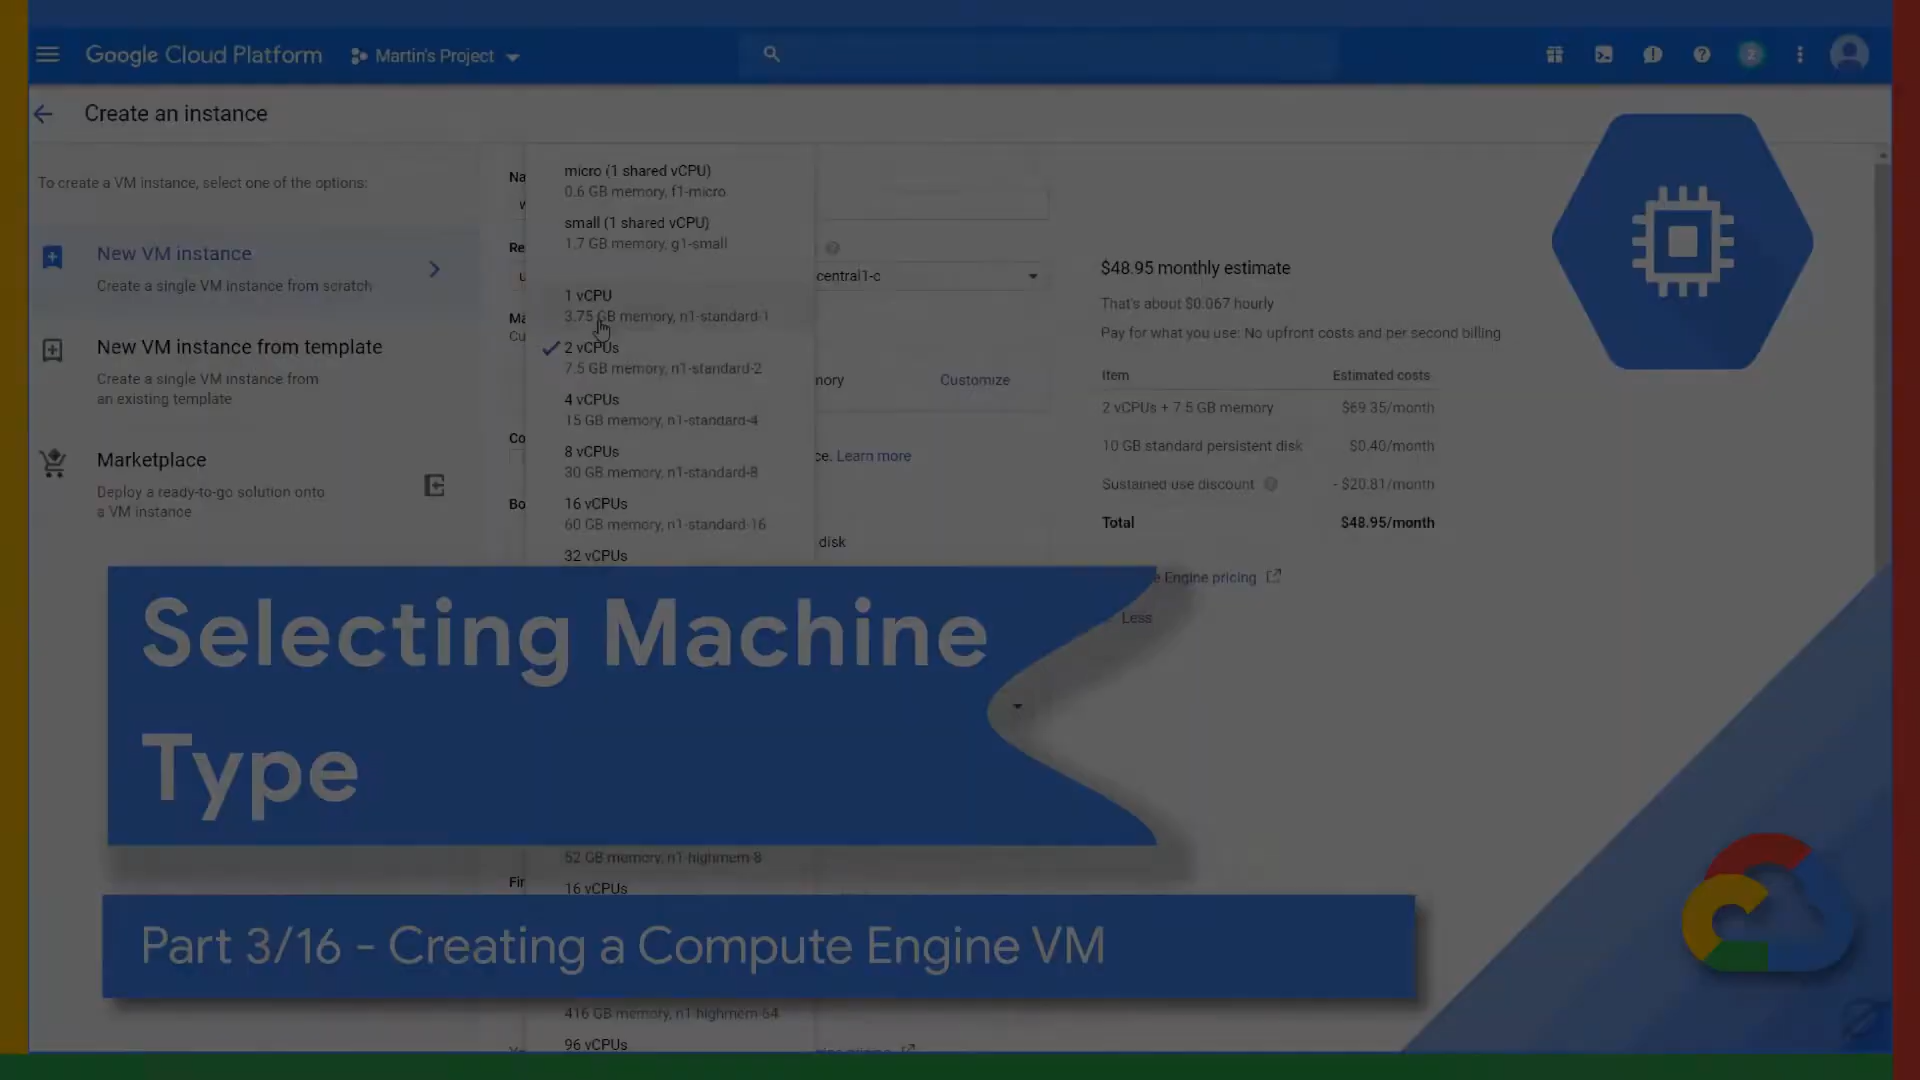 Google Cloud Platform
Martin's Project
2
Create an instance
To create a VM instance, select one of the options:
New VM instance
Create a single VM instance from scratch
New VM instance from template
Create a single VM instance from
an existing template
Marketplace
Deploy a ready-to-go solution onto
a VM instance
Na
Re
Ma
Cu
Co
Bo
Fir
micro (1 shared vCPU)
0.6 GB memory, f1-micro
small (1 shared vCPU)
1.7 GB memory, g1-small
1 vCPU
3.75 GB memory, n1-standard-1
2 vCPUs
7.5 GB memory, n1-standard-2
4 vCPUs
15 GB memory, n1-standard-4
8 vCPUs
30 GB memory, n1-standard-8
16 vCPUs
60 GB memory, n1-standard-16
32 vCPUs
52 GB memory, n1-highmem-8
16 vCPUs
416 GB memory, n1-highmem-64
96 vCPUs
central1-c
mory
Customize
ce. Learn more
disk
$48.95 monthly estimate
That's about $0.067 hourly
Pay for what you use: No upfront costs and per second billing
Item Estimated costs
2 vCPUs + 7.5 GB memory $69.35/month
10 GB standard persistent disk $0.40/month
Sustained use discount - $20.81/month
Total $48.95/month
e Engine pricing
Less
Selecting Machine
Type
Part 3/16 - Creating a Compute Engine VM